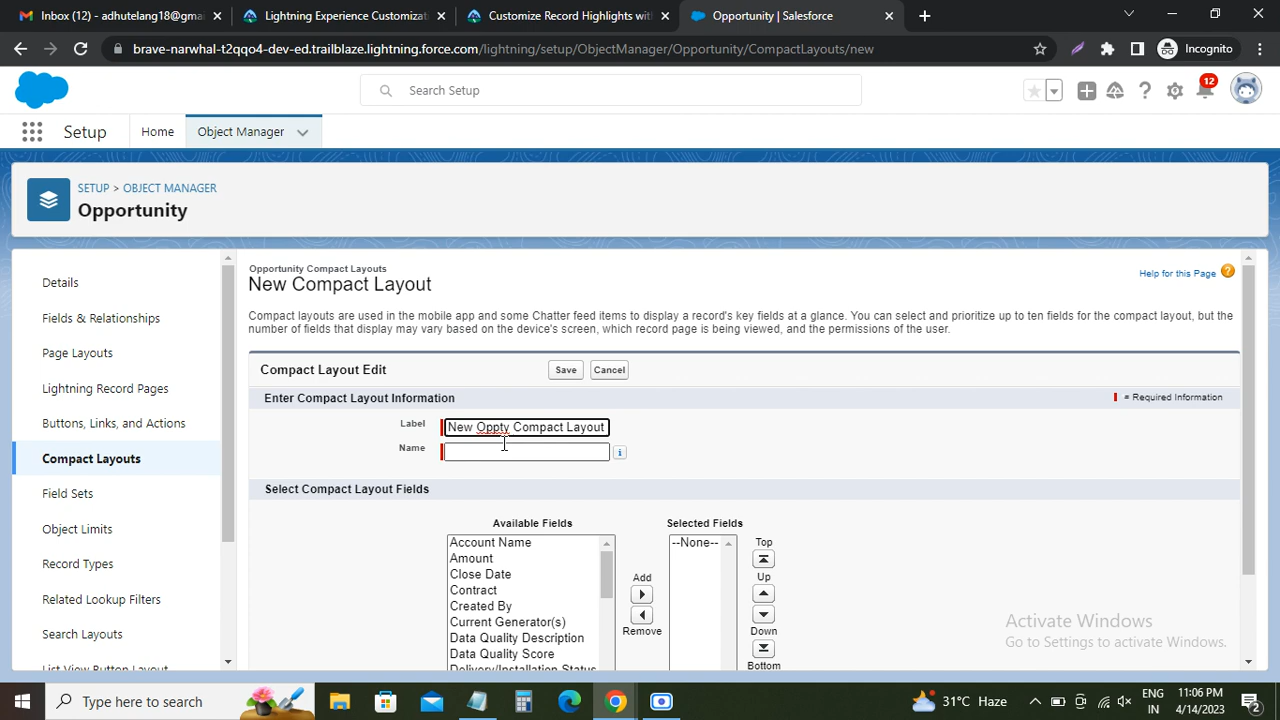 Inbox (12) - adhutelang18@gma
Lightning Experience Customizat
Customize Record Highlights wit
Opportunity | Salesforce
brave-narwhal-t2qqo4-dev-ed.trailblaze.lightning.force.com/lightning/setup/ObjectManager/Opportunity/CompactLayouts/new
Incognito
Search Setup
12
Setup
Home
Object Manager
SETUP > OBJECT MANAGER
Opportunity
Details
Fields & Relationships
Page Layouts
Lightning Record Pages
Buttons, Links, and Actions
Compact Layouts
Field Sets
Object Limits
Record Types
Related Lookup Filters
Search Layouts
List View Button Layout
Opportunity Compact Layouts
New Compact Layout
Help for this Page
Compact layouts are used in the mobile app and some Chatter feed items to display a record's key fields at a glance. You can select and prioritize up to ten fields for the compact layout, but the
number of fields that display may vary based on the device's screen, which record page is being viewed, and the permissions of the user.
Compact Layout Edit
Save
Cancel
Enter Compact Layout Information
= Required Information
Label
New Oppty Compact Layout
Name
Select Compact Layout Fields
Available Fields
Selected Fields
Account Name
Amount
Close Date
Contract
Created By
Current Generator(s)
Data Quality Description
Data Quality Score
Delivery/Installation Status
Add
Remove
--None--
Top
Up
Down
Bottom
Activate Windows
Go to Settings to activate Windows.
Type here to search
31°C Haze
ENG
IN
11:06 PM
4/14/2023
2